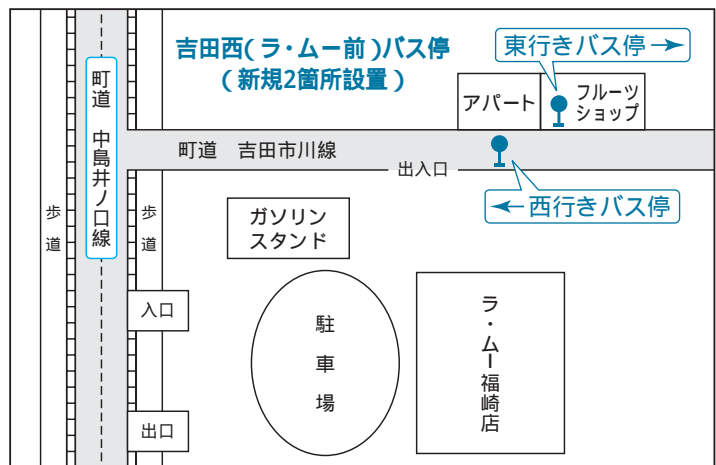 吉田西(ラ・ムー前)バス停
(新規2箇所設置)
東行きバス停→
アパート
フルーツ
ショップ
町道 中島井ノ口線
町道 吉田市川線
出入口
←西行きバス停
歩道
歩道
ガソリン
スタンド
入口
駐車場
ラ・ムー福崎店
出口